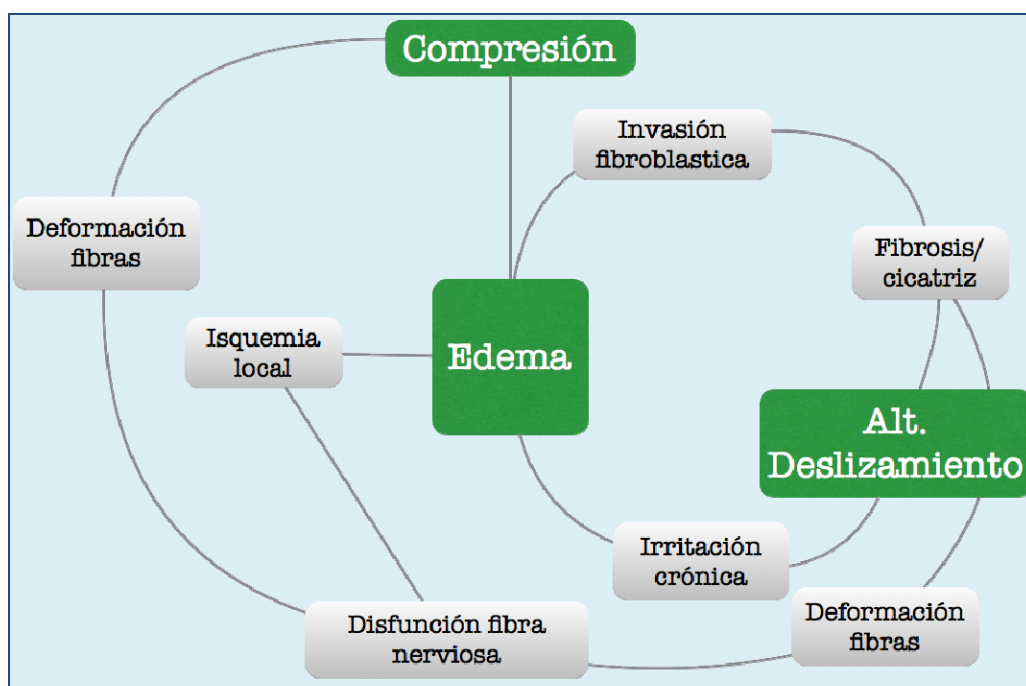 Compresión
Invasión
fibroblastica
Deformación
fibras
Fibrosis/
cicatriz
Isquemia
local
Edema
Alt.
Deslizamiento
Irritación
crónica
Deformación
fibras
Disfunción fibra
nerviosa